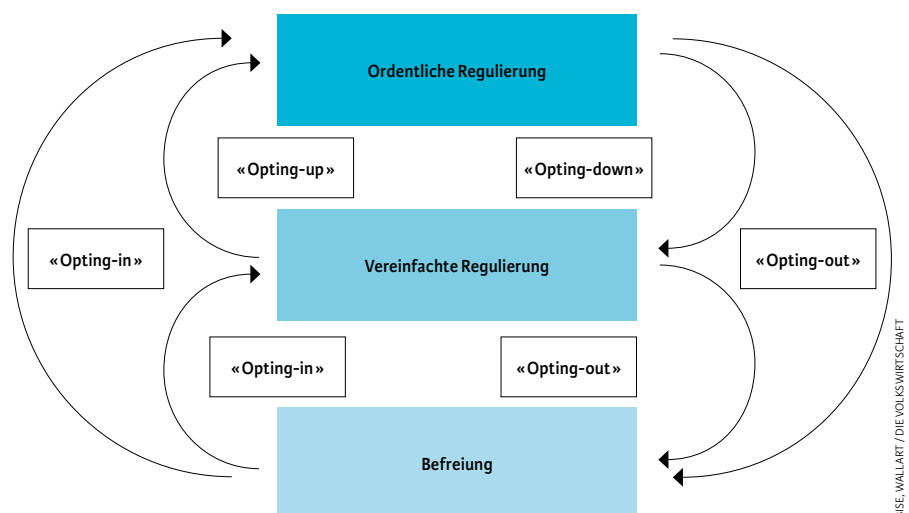 Ordentliche Regulierung
«Opting-up»
«Opting-down»
«Opting-in»
Vereinfachte Regulierung
«Opting-out»
«Opting-in»
«Opting-out»
Befreiung
WALLART / DIE VOLKSWIRTSCHAFT